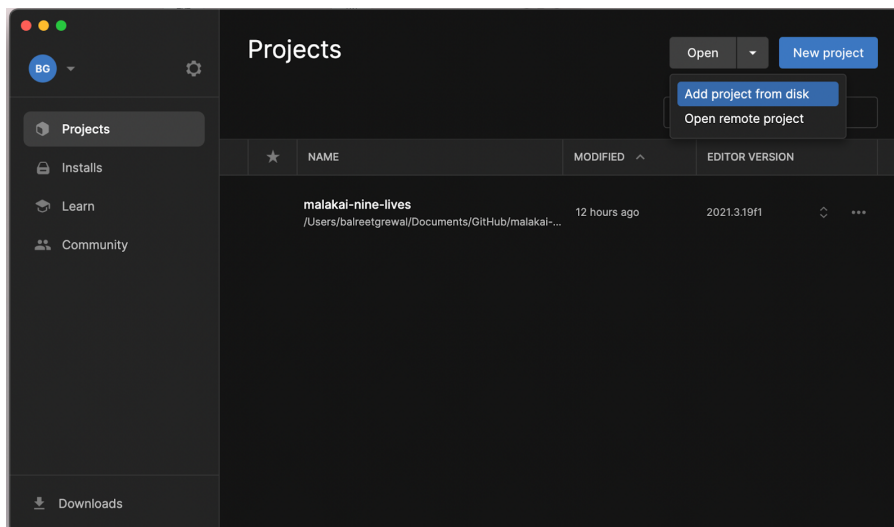 BG
Projects
Open
New project
Add project from disk
Open remote project
Projects
Installs
Learn
Community
NAME
MODIFIED
EDITOR VERSION
malakai-nine-lives
/Users/balreetgrewal/Documents/GitHub/malakai-...
12 hours ago
2021.3.19f1
Downloads